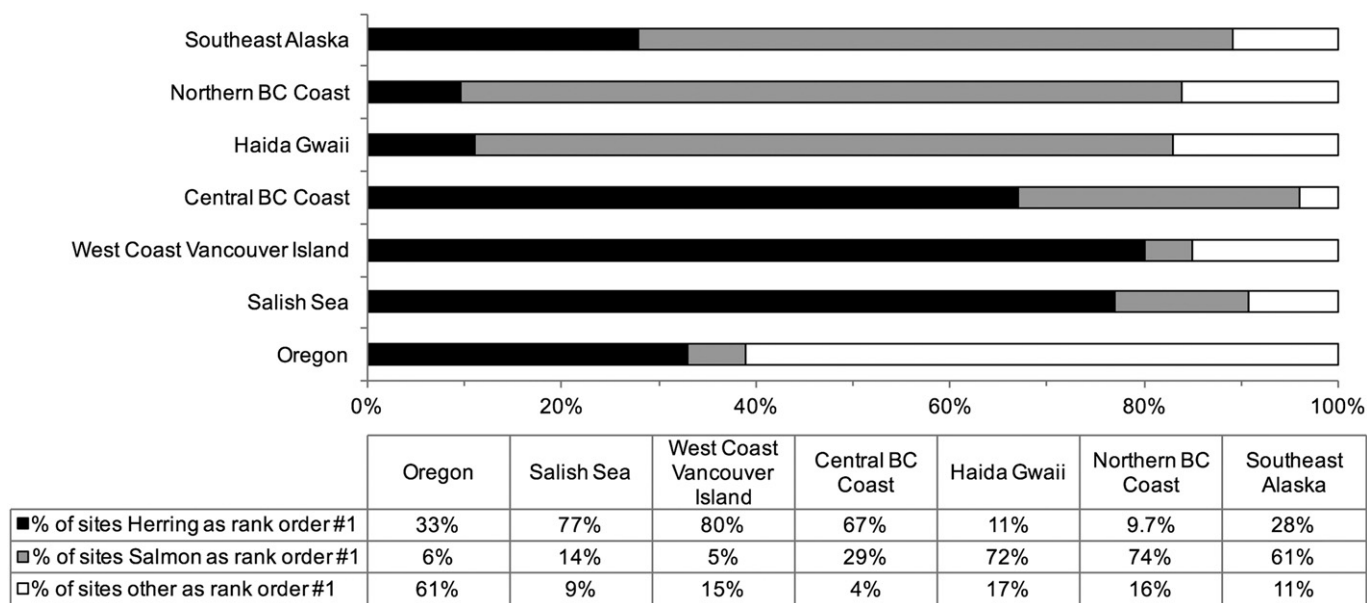 Southeast Alaska
Northern BC Coast
Haida Gwaii
Central BC Coast
West Coast Vancouver Island
Salish Sea
Oregon
0% 20% 40% 60% 80% 100%
Oregon Salish Sea West Coast Vancouver Island Central BC Coast Haida Gwaii Northern BC Coast Southeast Alaska
% of sites Herring as rank order #1 33% 77% 80% 67% 11% 9.7% 28%
% of sites Salmon as rank order #1 6% 14% 5% 29% 72% 74% 61%
% of sites other as rank order #1 61% 9% 15% 4% 17% 16% 11%